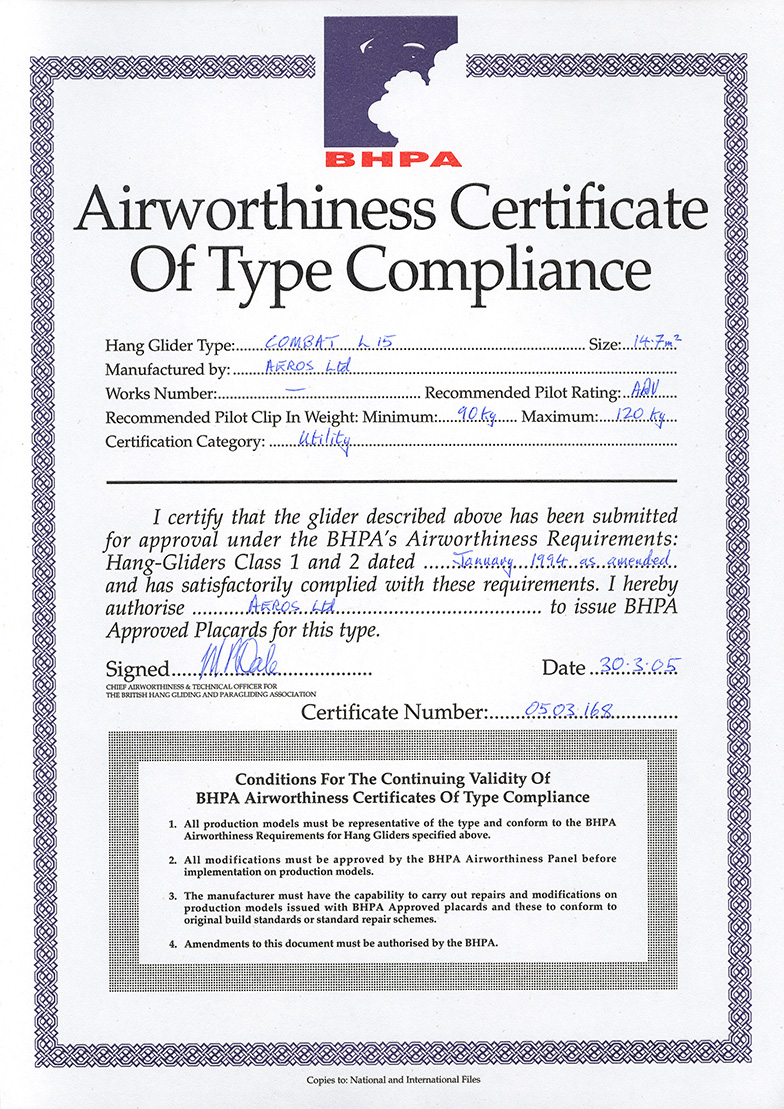 BHPA
Airworthiness Certificate
Of Type Compliance
Hang Glider Type:......COMBAT L 15...... Size:...14.7m²
Manufactured by:......AEROS Ltd......
Works Number:......—...... Recommended Pilot Rating:..ADV......
Recommended Pilot Clip In Weight: Minimum:....90 kg..... Maximum:....120 kg...
Certification Category: ......Utility......
I certify that the glider described above has been submitted
for approval under the BHPA's Airworthiness Requirements:
Hang-Gliders Class 1 and 2 dated ......January 1994 as amended..
and has satisfactorily complied with these requirements. I hereby
authorise ......AEROS Ltd...... to issue BHPA
Approved Placards for this type.
Signed......M P Dale...... Date ..30.3.05
CHIEF AIRWORTHINESS & TECHNICAL OFFICER FOR
THE BRITISH HANG GLIDING AND PARAGLIDING ASSOCIATION
Certificate Number:......0503.168......
Conditions For The Continuing Validity Of
BHPA Airworthiness Certificates Of Type Compliance
1. All production models must be representative of the type and conform to the BHPA
Airworthiness Requirements for Hang Gliders specified above.
2. All modifications must be approved by the BHPA Airworthiness Panel before
implementation on production models.
3. The manufacturer must have the capability to carry out repairs and modifications on
production models issued with BHPA Approved placards and these to conform to
original build standards or standard repair schemes.
4. Amendments to this document must be authorised by the BHPA.
Copies to: National and International Files